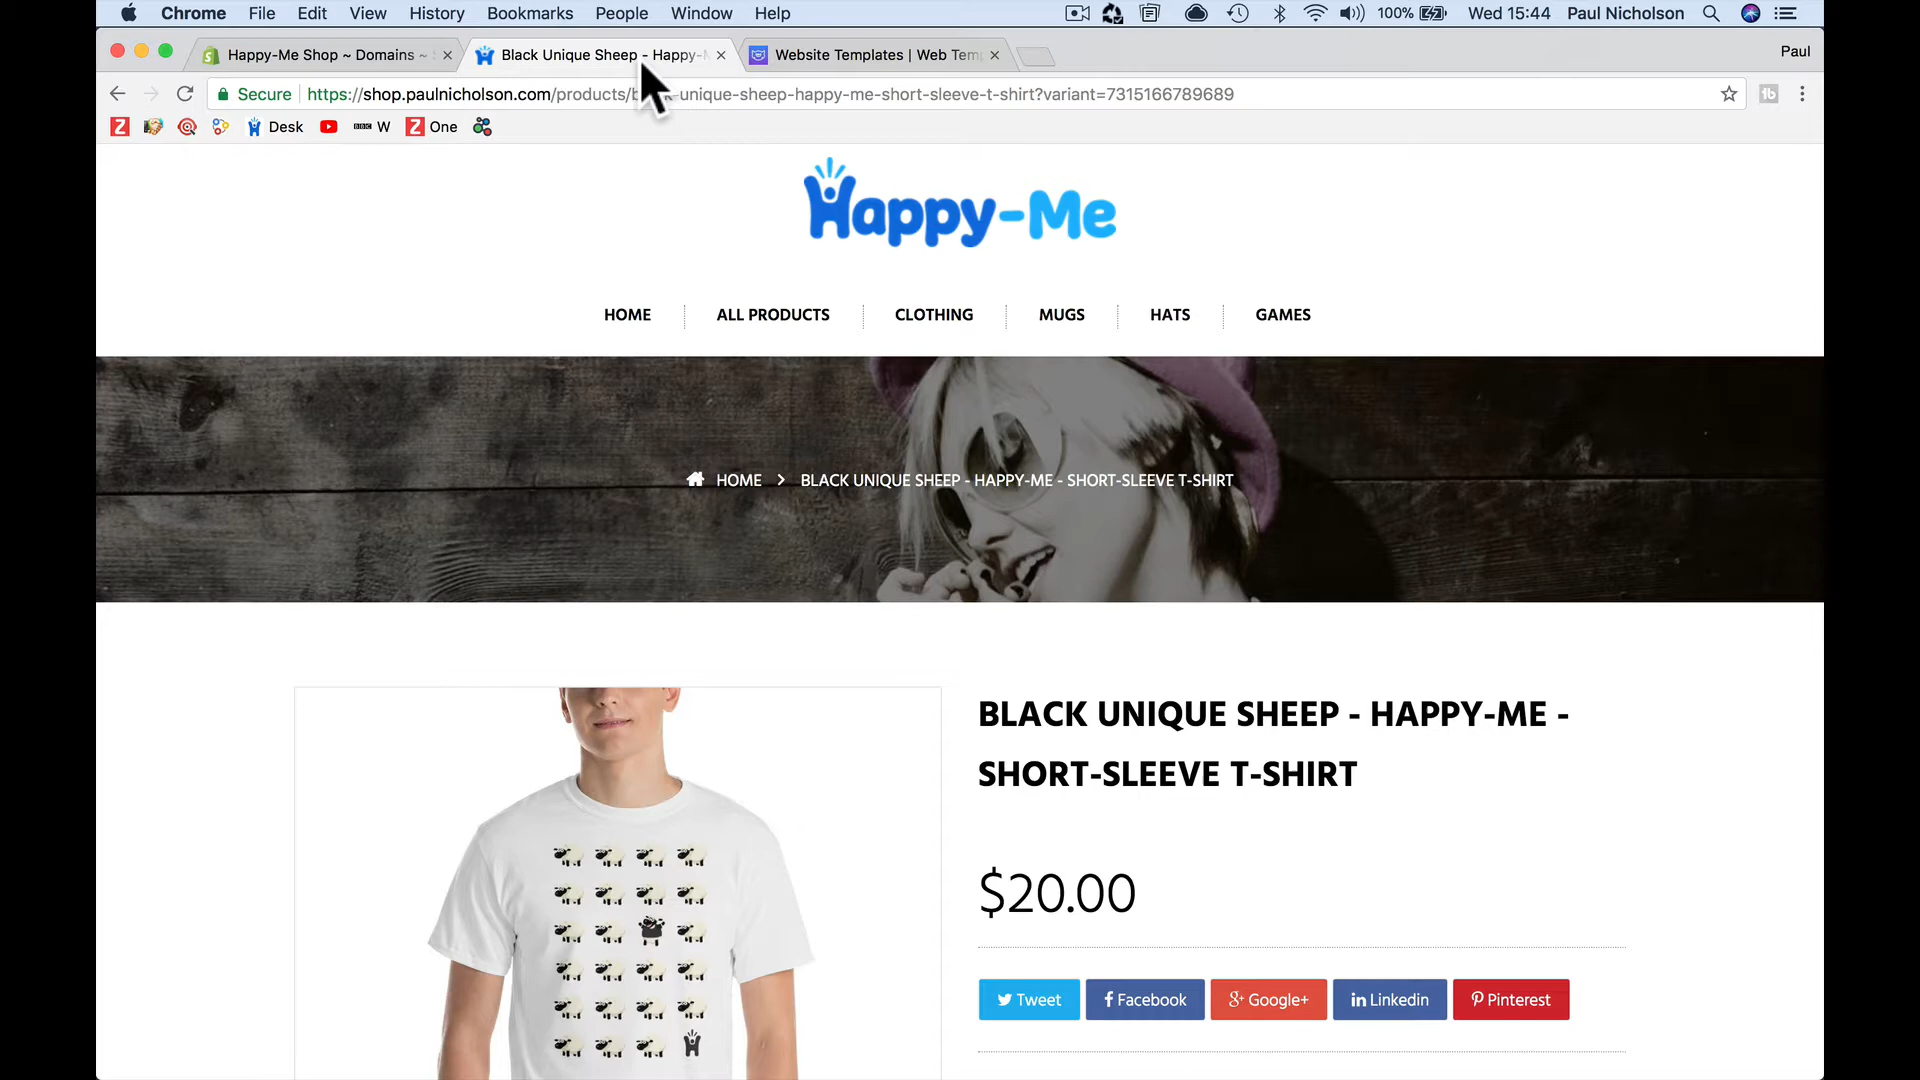 Chrome File Edit View History Bookmarks People Window Help 100% Wed 15:44 Paul Nicholson
Happy-Me Shop ~ Domains ~ Black Unique Sheep - Happy- Website Templates | Web Tem Paul
Secure https://shop.paulnicholson.com/products/ -unique-sheep-happy-me-short-sleeve-t-shirt?variant=7315166789689
Z Desk BBC W Z One
Happy-Me
HOME ALL PRODUCTS CLOTHING MUGS HATS GAMES
HOME > BLACK UNIQUE SHEEP - HAPPY-ME - SHORT-SLEEVE T-SHIRT
BLACK UNIQUE SHEEP - HAPPY-ME -
SHORT-SLEEVE T-SHIRT
$20.00
Tweet Facebook Google+ Linkedin Pinterest